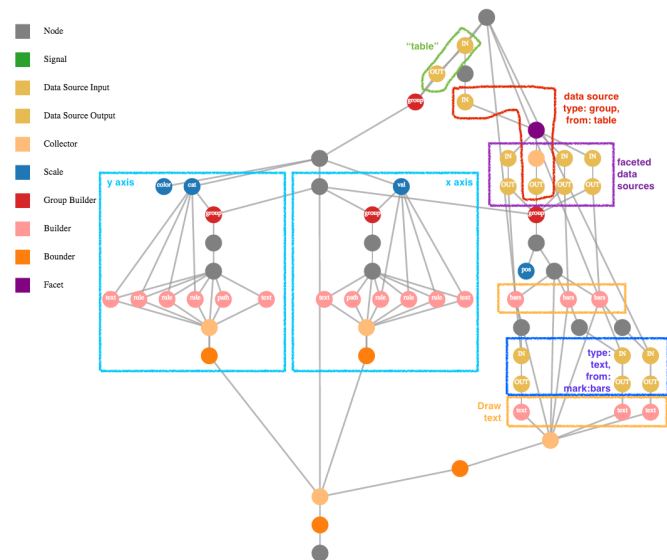 Node
Signal
Data Source Input
Data Source Output
Collector
Scale
Group Builder
Builder
Bounder
Facet
"table"
IN
OUT
group
IN
data source
type: group,
from: table
IN
IN
IN
OUT
OUT
OUT
OUT
faceted
data
sources
y axis
color
cat
val
x axis
group
group
group
pos
text
rule
rule
rule
path
text
text
path
rule
rule
rule
text
bars
bars
bars
IN
IN
IN
OUT
OUT
OUT
type:
text,
from:
mark:bars
Draw
text
text
text
text